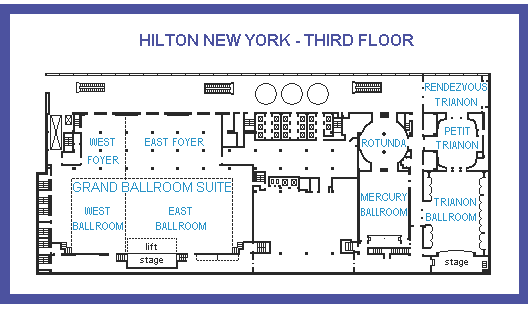 HILTON NEW YORK - THIRD FLOOR
RENDEZVOUS
TRIANON
WEST
FOYER
EAST FOYER
ROTUNDA
PETIT
TRIANON
GRAND BALLROOM SUITE
WEST
BALLROOM
EAST
BALLROOM
MERCURY
BALLROOM
TRIANON
BALLROOM
lift
stage
stage